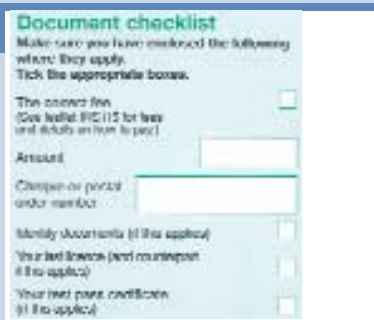 Document checklist
Make sure you have enclosed the following
where they apply.
Tick the appropriate boxes.
The correct fee
(See leaflet INS115 for fees
and details on how to pay.)
Amount
Cheque or postal
order number
Identity documents (if this applies)
Your last licence (and counterpart
if this applies)
Your test pass certificate
(if this applies)